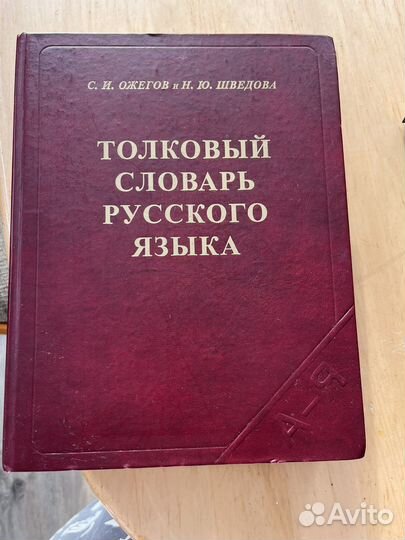 С. И. ОЖЕГОВ и Н. Ю. ШВЕДОВА
ТОЛКОВЫЙ
СЛОВАРЬ
РУССКОГО
ЯЗЫКА
А–Я
Avito